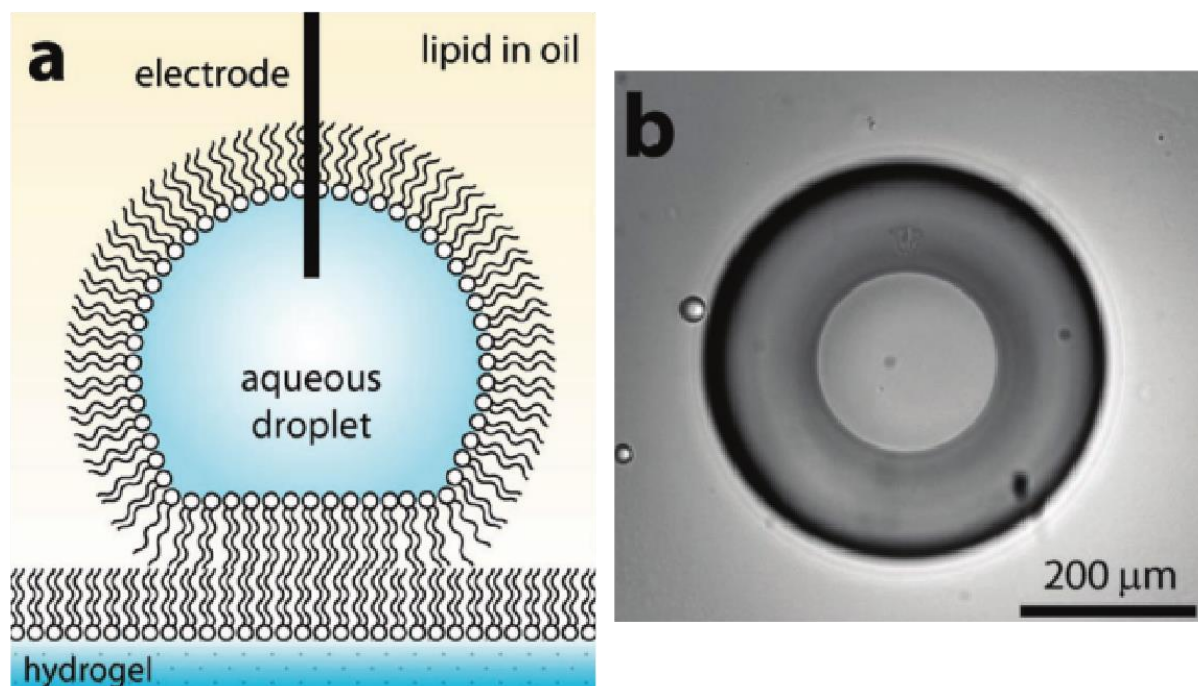 a
electrode
lipid in oil
aqueous
droplet
hydrogel
b
200 μm